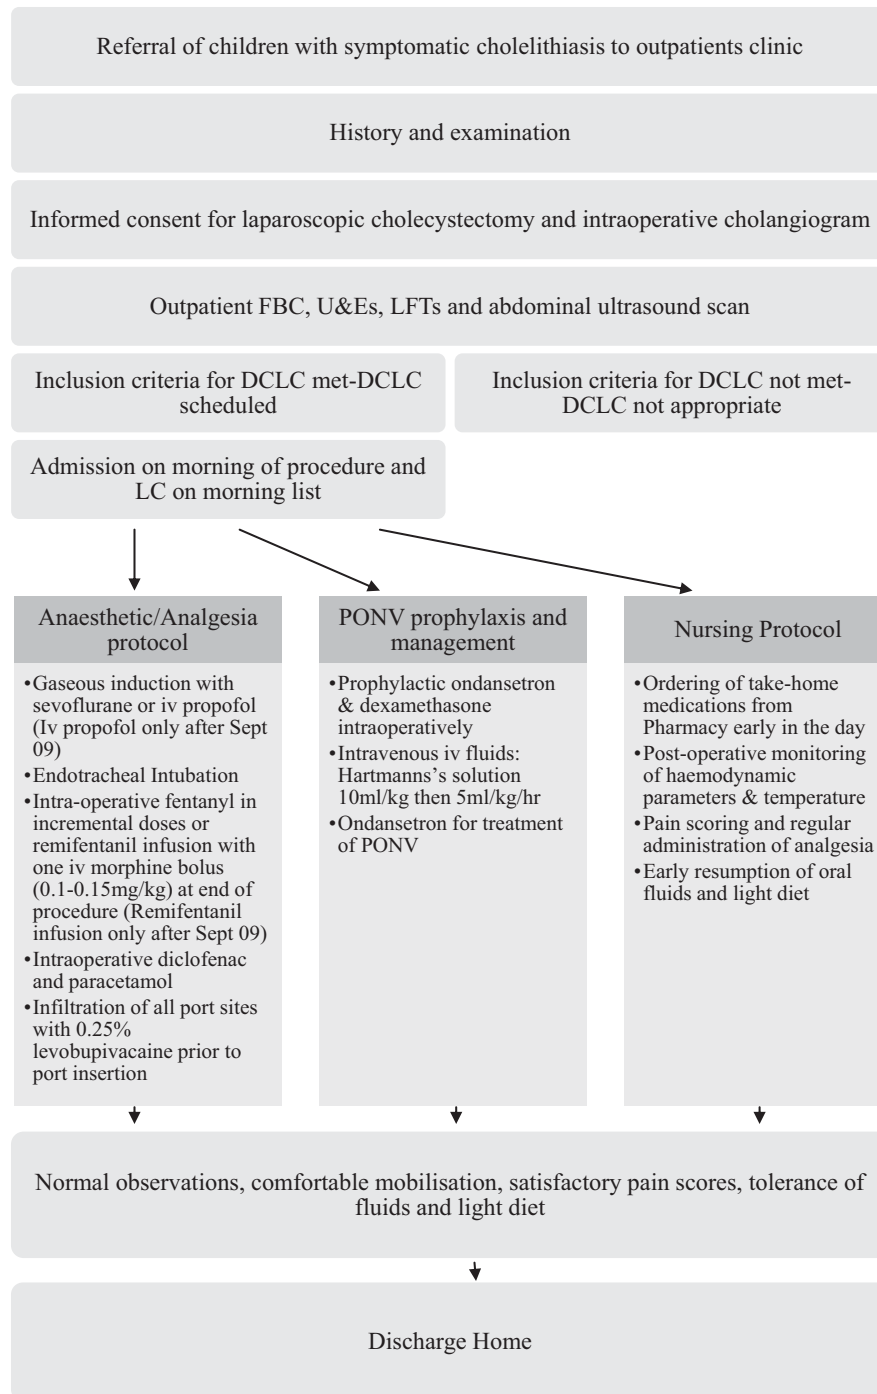 Referral of children with symptomatic cholelithiasis to outpatients clinic
History and examination
Informed consent for laparoscopic cholecystectomy and intraoperative cholangiogram
Outpatient FBC, U&Es, LFTs and abdominal ultrasound scan
Inclusion criteria for DCLC met-DCLC
scheduled
Inclusion criteria for DCLC not met-
DCLC not appropriate
Admission on morning of procedure and
LC on morning list
Anaesthetic/Analgesia
protocol
•Gaseous induction with
sevoflurane or iv propofol
(Iv propofol only after Sept
09)
•Endotracheal Intubation
•Intra-operative fentanyl in
incremental doses or
remifentanil infusion with
one iv morphine bolus
(0.1-0.15mg/kg) at end of
procedure (Remifentanil
infusion only after Sept 09)
•Intraoperative diclofenac
and paracetamol
•Infiltration of all port sites
with 0.25%
levobupivacaine prior to
port insertion
PONV prophylaxis and
management
•Prophylactic ondansetron
& dexamethasone
intraoperatively
•Intravenous iv fluids:
Hartmanns's solution
10ml/kg then 5ml/kg/hr
•Ondansetron for treatment
of PONV
Nursing Protocol
•Ordering of take-home
medications from
Pharmacy early in the day
•Post-operative monitoring
of haemodynamic
parameters & temperature
•Pain scoring and regular
administration of analgesia
•Early resumption of oral
fluids and light diet
Normal observations, comfortable mobilisation, satisfactory pain scores, tolerance of
fluids and light diet
Discharge Home